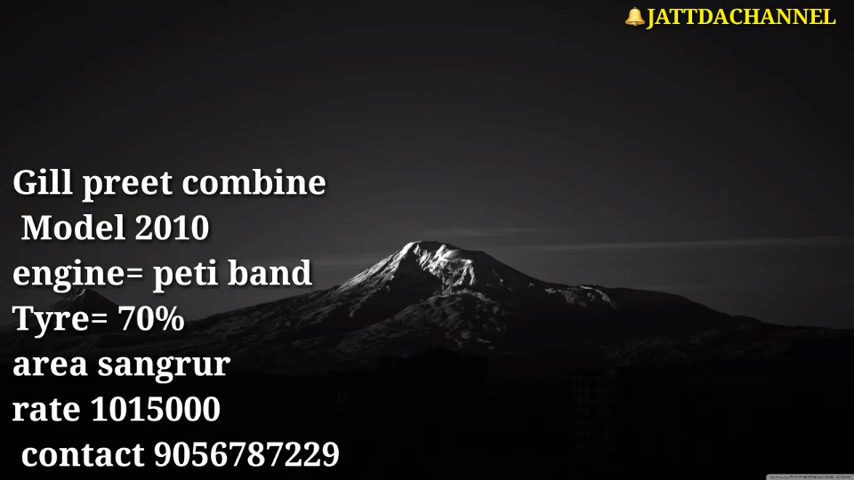 🔔JATTDACHANNEL
Gill preet combine
Model 2010
engine= peti band
Tyre= 70%
area sangrur
rate 1015000
contact 9056787229